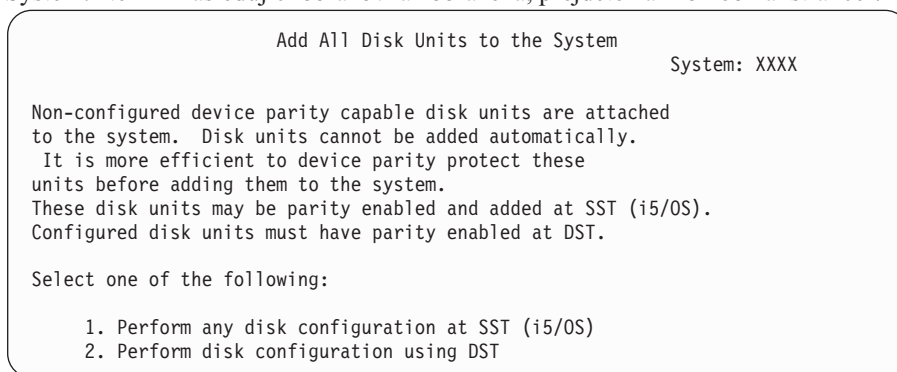 Add All Disk Units to the System
System: XXXX
Non-configured device parity capable disk units are attached
to the system. Disk units cannot be added automatically.
It is more efficient to device parity protect these
units before adding them to the system.
These disk units may be parity enabled and added at SST (i5/OS).
Configured disk units must have parity enabled at DST.
Select one of the following:
1. Perform any disk configuration at SST (i5/OS)
2. Perform disk configuration using DST